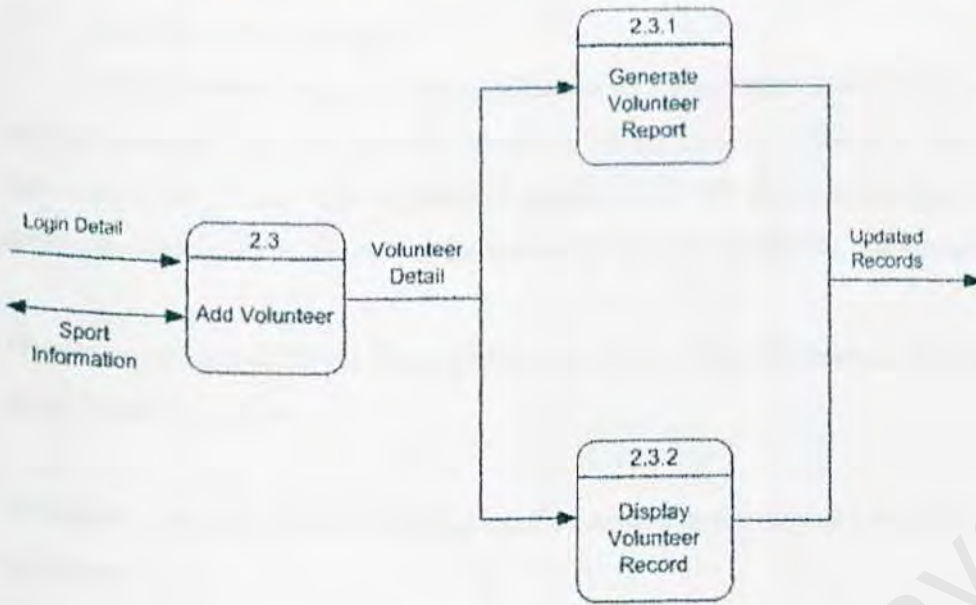 2.3.1
Generate
Volunteer
Report
Login Detail
2.3
Add Volunteer
Sport
Information
Volunteer
Detail
Updated
Records
2.3.2
Display
Volunteer
Record